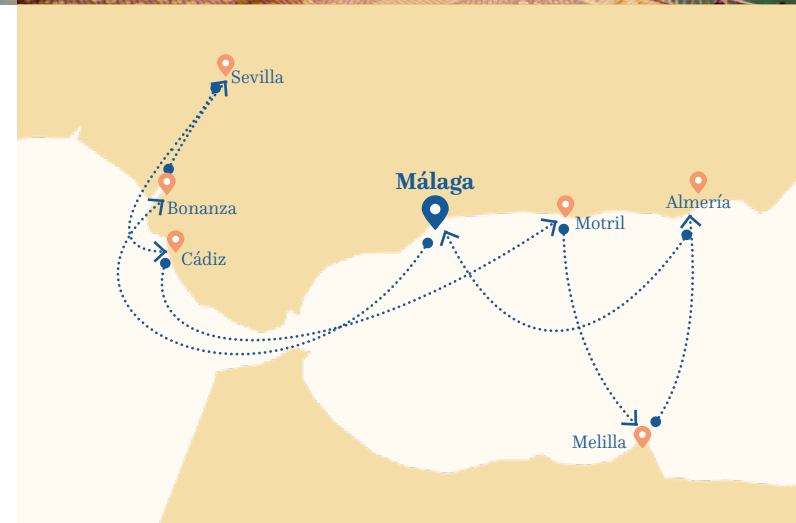 Sevilla
Málaga
Almería
Bonanza
Motril
Cádiz
Melilla